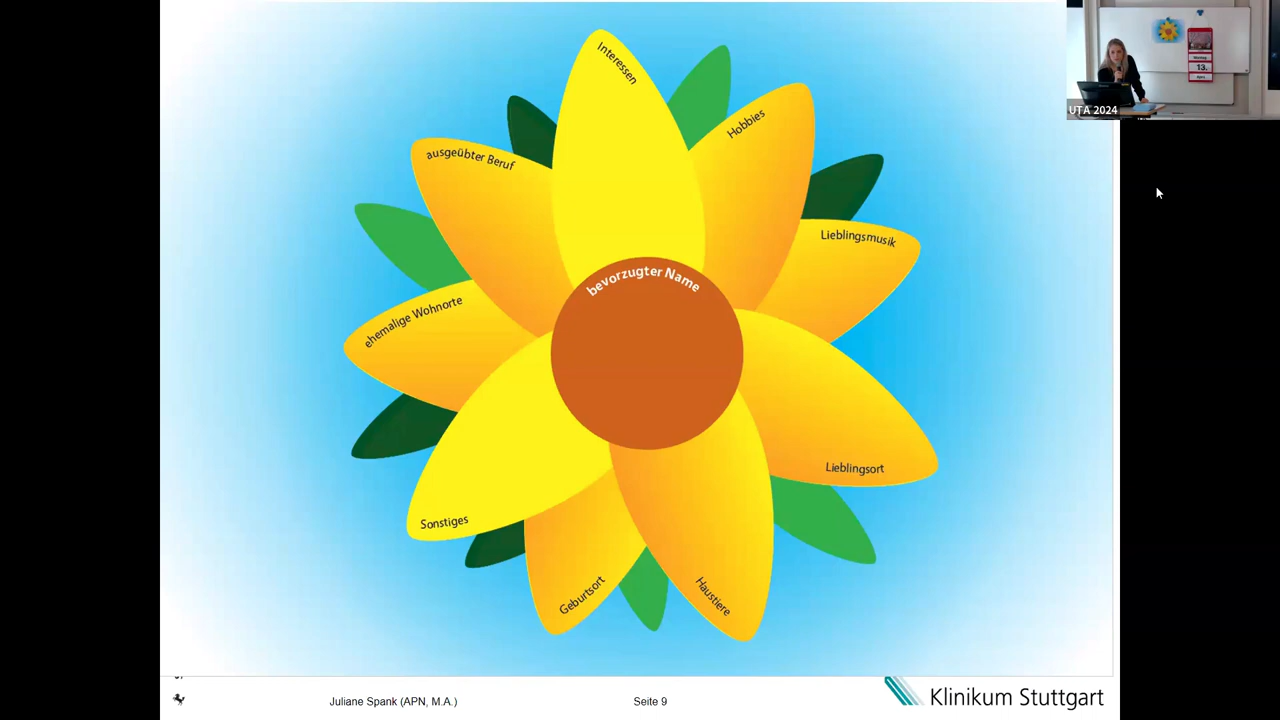 Interessen
Hobbies
ausgeübter Beruf
Lieblingsmusik
bevorzugter Name
ehemalige Wohnorte
Lieblingsort
Sonstiges
Geburtsort
Haustiere
Juliane Spank (APN, M.A.)
Seite 9
Klinikum Stuttgart
UTA 2024
13.